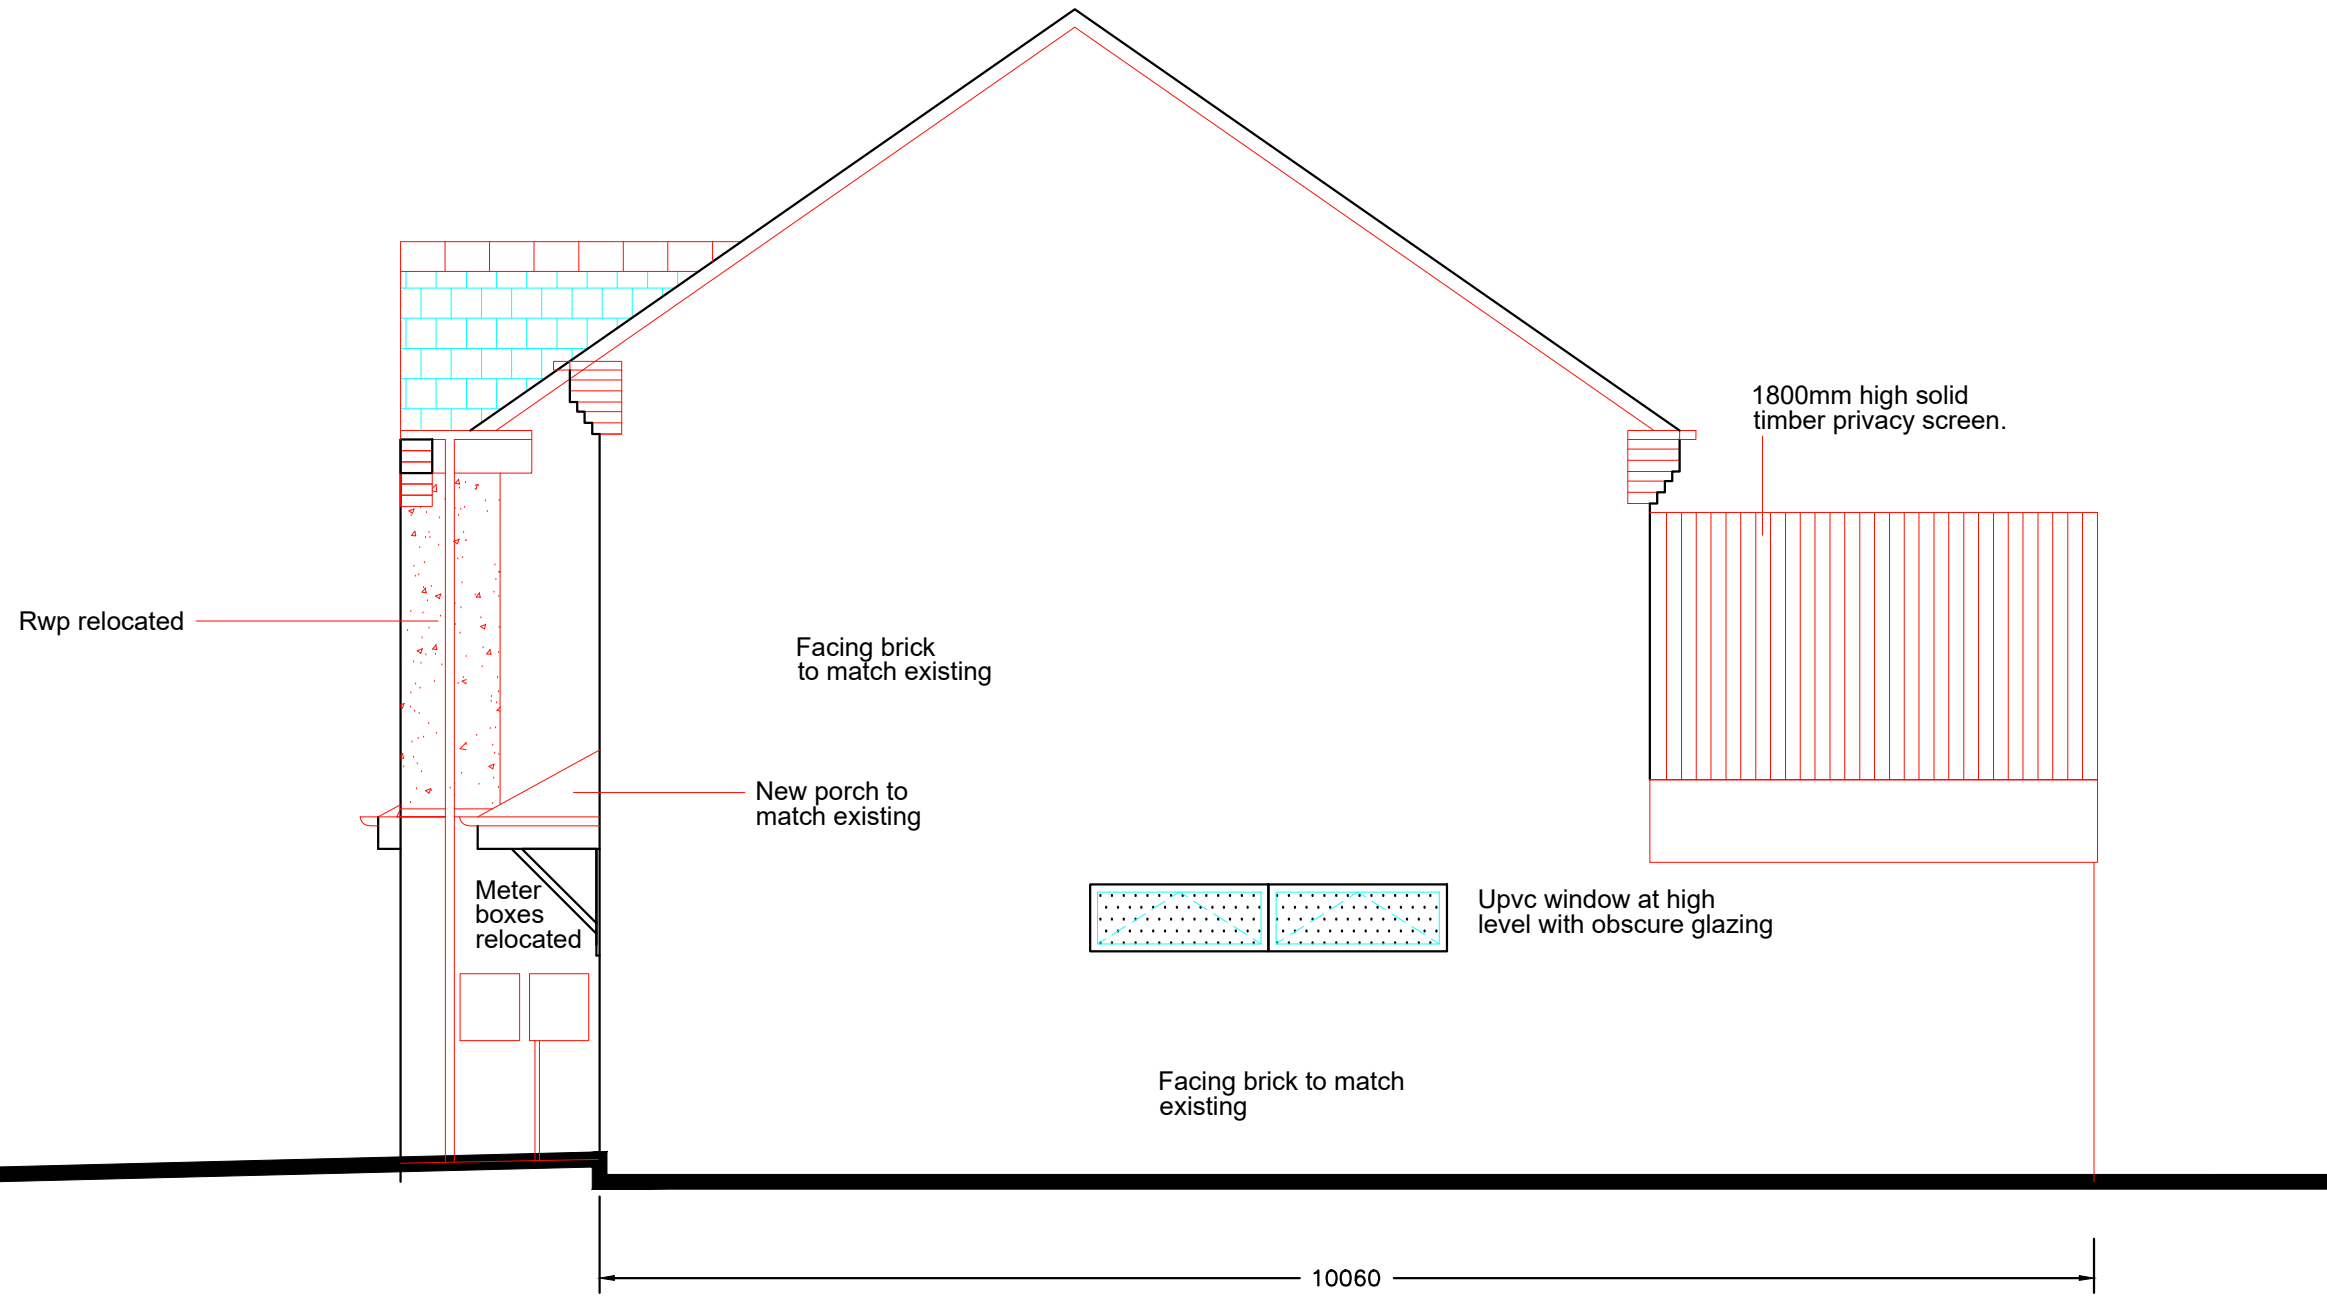 1800mm high solid
timber privacy screen.
Rwp relocated
Facing brick
to match existing
New porch to
match existing
Meter
boxes
relocated
Upvc window at high
level with obscure glazing
Facing brick to match
existing
10060